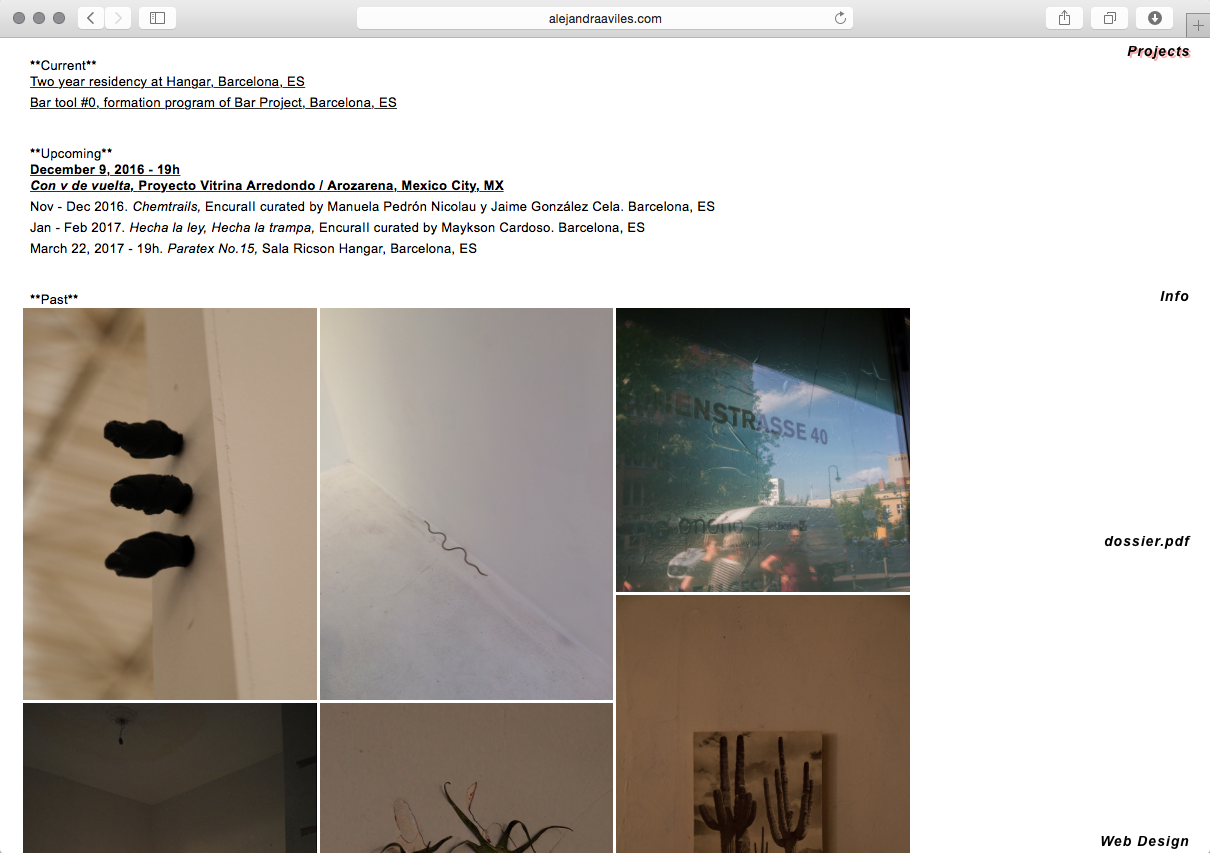 alejandraaviles.com
Projects
**Current**
Two year residency at Hangar, Barcelona, ES
Bar tool #0, formation program of Bar Project, Barcelona, ES
**Upcoming**
December 9, 2016 - 19h
Con v de vuelta, Proyecto Vitrina Arredondo / Arozarena, Mexico City, MX
Nov - Dec 2016. Chemtrails, Encurall curated by Manuela Pedrón Nicolau y Jaime González Cela. Barcelona, ES
Jan - Feb 2017. Hecha la ley, Hecha la trampa, Encurall curated by Maykson Cardoso. Barcelona, ES
March 22, 2017 - 19h. Paratex No.15, Sala Ricson Hangar, Barcelona, ES
**Past**
Info
ENSTRASSE 40
dossier.pdf
Web Design